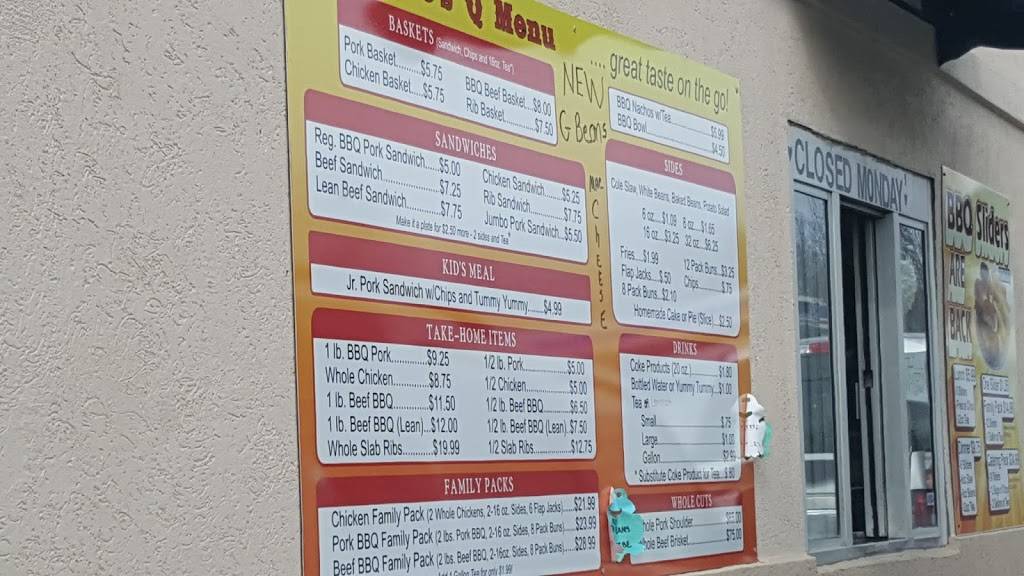 Q Menu
BASKETS (Sandwich, Chips and 16oz. Tea*)
Pork Basket........$5.75
Chicken Basket.....$5.75
BBQ Beef Basket...$8.00
Rib Basket.........$7.50
.... great taste on the go!
NEW
G Beans
Mac
Cheese
BBQ Nachos w/Tea.......$5.99
BBQ Bowl.......$4.50
SANDWICHES
Reg. BBQ Pork Sandwich....$5.00
Beef Sandwich..............$7.25
Lean Beef Sandwich.........$7.75
Chicken Sandwich.....$5.25
Rib Sandwich..........$7.75
Jumbo Pork Sandwich...$5.50
Make it a plate for $2.50 more - 2 sides and Tea*
SIDES
Cole Slaw, White Beans, Baked Beans, Potato Salad
6 oz....$1.09 8 oz....$1.65
16 oz...$3.25 32 oz...$6.25
Fries....$1.99
Flap Jacks....$.50
8 Pack Buns...$2.10
12 Pack Buns...$3.25
Chips.........$.75
Homemade Cake or Pie (Slice)...$2.50
KID'S MEAL
Jr. Pork Sandwich w/Chips and Tummy Yummy.....$4.99
TAKE-HOME ITEMS
1 lb. BBQ Pork...........$9.25
Whole Chicken...........$8.75
1 lb. Beef BBQ..........$11.50
1 lb. Beef BBQ (Lean)...$12.00
Whole Slab Ribs.........$19.99
1/2 lb. Pork.............$5.00
1/2 Chicken..............$5.00
1/2 lb. Beef BBQ.........$6.50
1/2 lb. Beef BBQ (Lean).$7.50
1/2 Slab Ribs............$12.75
DRINKS
Coke Products (20 oz.)........$1.80
Bottled Water or Yummy Tummy...$1.00
Tea
Small..........$.75
Large..........$1.80
Gallon
* Substitute Coke Product for Tea....$.80
FAMILY PACKS
Chicken Family Pack (2 Whole Chickens, 2-16 oz. Sides, 6 Flap Jacks).....$21.99
Pork BBQ Family Pack (2 lbs. Pork BBQ, 2-16 oz. Sides, 8 Pack Buns)...$23.99
Beef BBQ Family Pack (2 lbs. Beef BBQ, 2-16oz. Sides, 8 Pack Buns)....$28.99
Add 1 Gallon Tea for only $1.99!
WHOLE CUTS
Pork Shoulder
Beef Brisket......$75.00
CLOSED MONDAY
BBQ Sliders
ARE
BACK